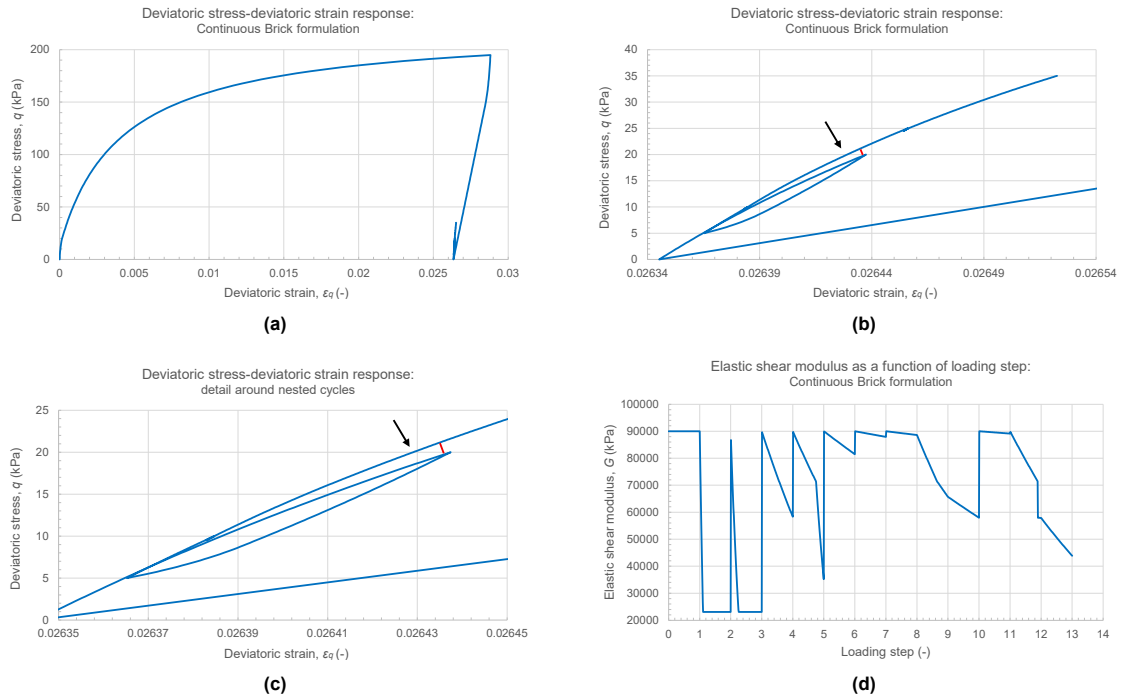 Deviatoric stress-deviatoric strain response:
Continuous Brick formulation
Deviatoric stress, q (kPa)
200
150
100
50
0
0
0.005
0.01
0.015
0.02
0.025
0.03
Deviatoric strain, εq (-)
(a)
Deviatoric stress-deviatoric strain response:
Continuous Brick formulation
Deviatoric stress, q (kPa)
40
35
30
25
20
15
10
5
0
0.02634
0.02639
0.02644
0.02649
0.02654
Deviatoric strain, εq (-)
(b)
Deviatoric stress-deviatoric strain response:
detail around nested cycles
Deviatoric stress, q (kPa)
25
20
15
10
5
0
0.02635
0.02637
0.02639
0.02641
0.02643
0.02645
Deviatoric strain, εq (-)
(c)
Elastic shear modulus as a function of loading step:
Continuous Brick formulation
Elastic shear modulus, G (kPa)
100000
90000
80000
70000
60000
50000
40000
30000
20000
0 1 2 3 4 5 6 7 8 9 10 11 12 13 14
Loading step (-)
(d)